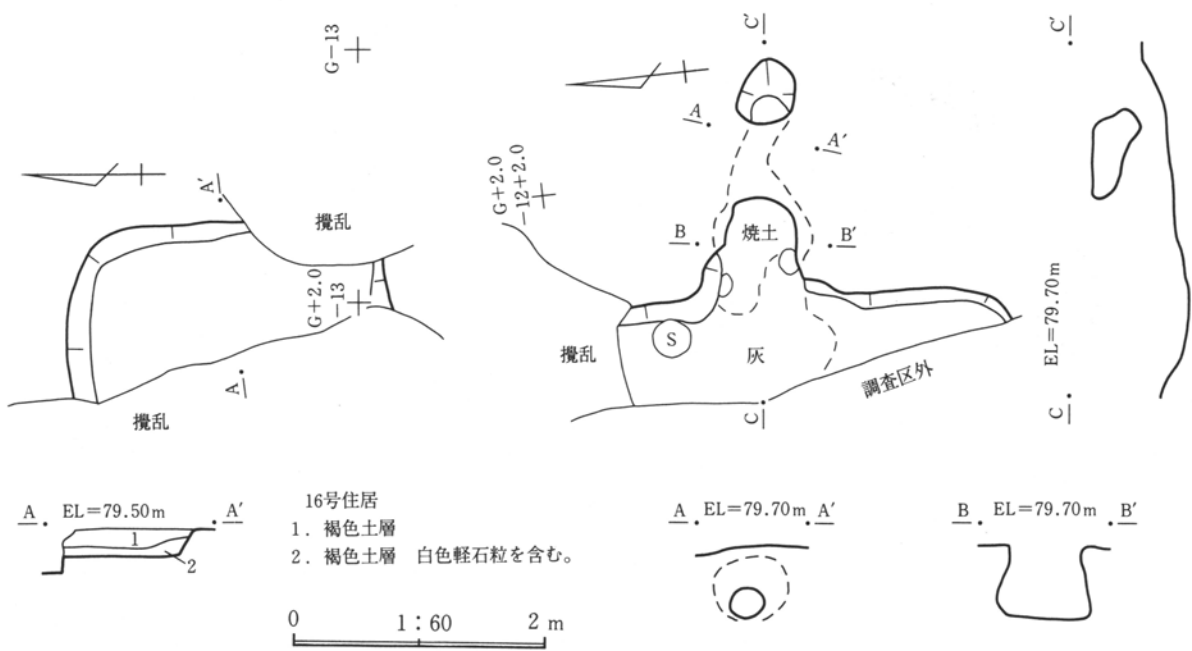 G−13
A′
攪乱
G+2.0
−13
A
攪乱
C′
A
A′
G+2.0
−12+2.0
B
焼土
B′
S
灰
攪乱
調査区外
C
C′
EL=79.70m
C
A EL=79.50m A′
1
2
16号住居
1. 褐色土層
2. 褐色土層 白色軽石粒を含む。
0 1:60 2 m
A EL=79.70m A′
B EL=79.70m B′